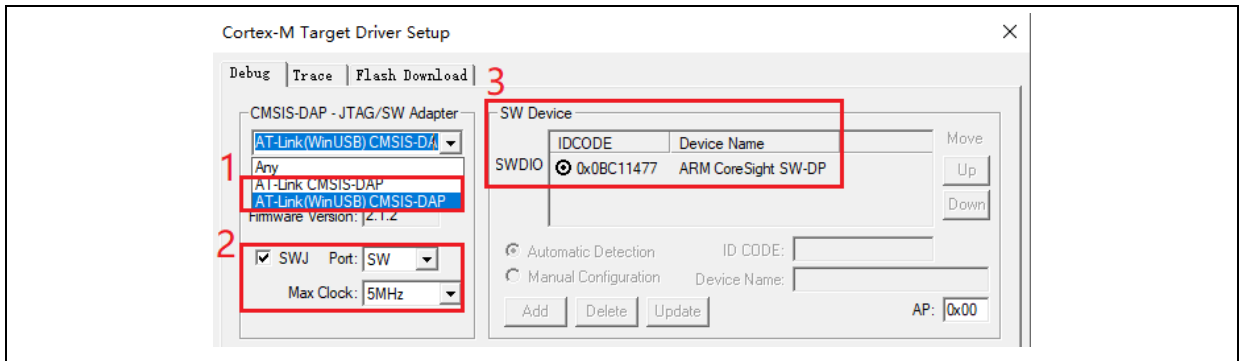 Cortex-M Target Driver Setup
Debug Trace Flash Download
3
CMSIS-DAP - JTAG/SW Adapter
AT-Link(WinUSB) CMSIS-DA
1
Any
AT-Link CMSIS-DAP
AT-Link(WinUSB) CMSIS-DAP
Firmware Version: 2.1.2
2
SWJ Port: SW
Max Clock: 5MHz
SW Device
IDCODE Device Name
SWDIO 0x0BC11477 ARM CoreSight SW-DP
Move
Up
Down
Automatic Detection ID CODE:
Manual Configuration Device Name:
Add Delete Update AP: 0x00